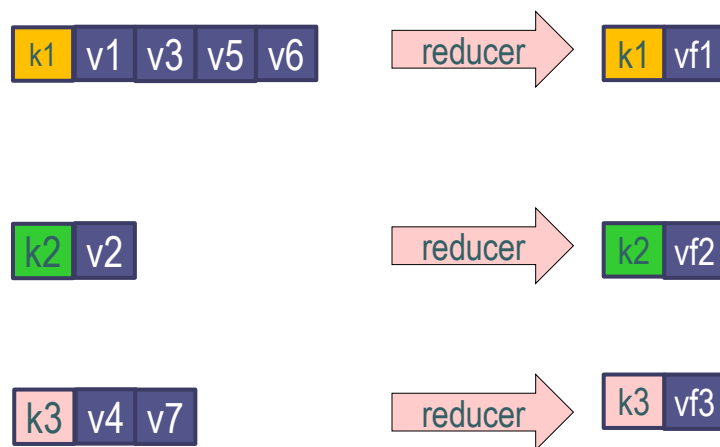 k1 v1 v3 v5 v6 reducer k1 vf1
k2 v2 reducer k2 vf2
k3 v4 v7 reducer k3 vf3